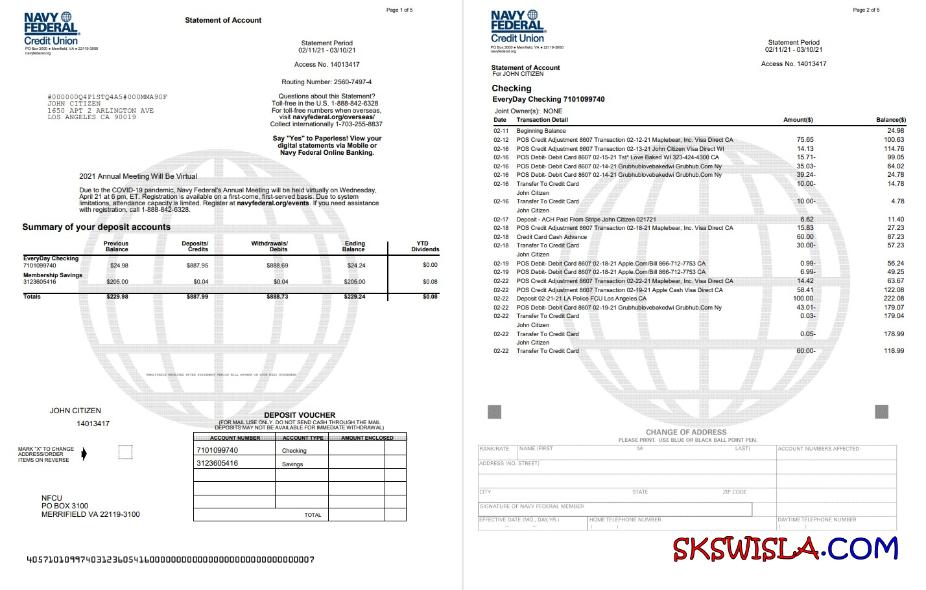 Page 1 of 5
NAVY
FEDERAL
Credit Union
PO Box 3000 • Merrifield, VA • 22119-3000
navyfederal.org
Statement of Account
Statement Period
02/11/21 - 03/10/21
Access No. 14013417
Routing Number: 2560-7497-4
#00000DQ4P1STQ4A5#000MWA90F
JOHN CITIZEN
1650 APT 2 ARLINGTON AVE
LOS ANGELES CA 90019
Questions about this Statement?
Toll-free in the U.S. 1-888-842-6328
For toll-free numbers when overseas,
visit navyfederal.org/overseas/
Collect internationally 1-703-255-8837
Say "Yes" to Paperless! View your
digital statements via Mobile or
Navy Federal Online Banking.
2021 Annual Meeting Will Be Virtual
Due to the COVID-19 pandemic, Navy Federal's Annual Meeting will be held virtually on Wednesday,
April 21 at 6 pm, ET. Registration is available on a first-come, first-served basis. Due to system
limitations, attendance capacity is limited. Register at navyfederal.org/events. If you need assistance
with registration, call 1-888-842-6328.
Summary of your deposit accounts
Previous Balance Deposits/ Credits Withdrawals/ Debits Ending Balance YTD Dividends
EveryDay Checking
7101099740 $24.98 $887.95 $888.69 $24.24 $0.00
Membership Savings
3123605416 $205.00 $0.04 $0.04 $205.00 $0.08
Totals $229.98 $887.99 $888.73 $229.24 $0.08
JOHN CITIZEN
14013417
DEPOSIT VOUCHER
(FOR MAIL USE ONLY. DO NOT SEND CASH THROUGH THE MAIL
DEPOSITS MAY NOT BE AVAILABLE FOR IMMEDIATE WITHDRAWAL)
ACCOUNT NUMBER ACCOUNT TYPE AMOUNT ENCLOSED
7101099740 Checking
3123605416 Savings
TOTAL
MARK "X" TO CHANGE
ADDRESS/ORDER
ITEMS ON REVERSE
NFCU
PO BOX 3100
MERRIFIELD VA 22119-3100
Page 2 of 6
NAVY
FEDERAL
Credit Union
PO Box 3000 • Merrifield, VA • 22119-3000
navyfederal.org
Statement Period
02/11/21 - 03/10/21
Access No. 14013417
Statement of Account
For JOHN CITIZEN
Checking
EveryDay Checking 7101099740
Joint Owner(s): NONE
Date Transaction Detail Amount($) Balance($)
02-11 Beginning Balance 24.98
02-12 POS Credit Adjustment 8607 Transaction 02-12-21 Maplebear, Inc. Visa Direct CA 75.65 100.63
02-16 POS Credit Adjustment 8607 Transaction 02-13-21 John Citizen Visa Direct WI 14.13 114.76
02-16 POS Debit- Debit Card 8607 02-15-21 Tst* Love Baked Wi 323-424-4300 CA 15.71- 99.05
02-16 POS Debit- Debit Card 8607 02-14-21 Grubhublovebakedwi Grubhub.Com Ny 35.03- 64.02
02-16 POS Debit- Debit Card 8607 02-14-21 Grubhublovebakedwi Grubhub.Com Ny 39.24- 24.78
02-16 Transfer To Credit Card 10.00- 14.78
John Citizen
02-16 Transfer To Credit Card 10.00- 4.78
John Citizen
02-17 Deposit - ACH Paid From Stripe John Citizen 021721 6.62 11.40
02-18 POS Credit Adjustment 8607 Transaction 02-18-21 Maplebear, Inc. Visa Direct CA 15.83 27.23
02-18 Credit Card Cash Advance 60.00 87.23
02-18 Transfer To Credit Card 30.00- 57.23
John Citizen
02-19 POS Debit- Debit Card 8607 02-18-21 Apple.Com/Bill 866-712-7753 CA 0.99- 56.24
02-19 POS Debit- Debit Card 8607 02-18-21 Apple.Com/Bill 866-712-7753 CA 6.99- 49.25
02-22 POS Credit Adjustment 8607 Transaction 02-22-21 Maplebear, Inc. Visa Direct CA 14.42 63.67
02-22 POS Credit Adjustment 8607 Transaction 02-19-21 Apple Cash Visa Direct CA 58.41 122.08
02-22 Deposit 02-21-21 LA Police FCU Los Angeles CA 100.00 222.08
02-22 POS Debit- Debit Card 8607 02-19-21 Grubhublovebakedwi Grubhub.Com Ny 43.01- 179.07
02-22 Transfer To Credit Card 0.03- 179.04
John Citizen
02-22 Transfer To Credit Card 0.05- 178.99
John Citizen
02-22 Transfer To Credit Card 60.00- 118.99
CHANGE OF ADDRESS
PLEASE PRINT. USE BLUE OR BLACK BALL POINT PEN.
RANK/RATE NAME (FIRST MI LAST) ACCOUNT NUMBERS AFFECTED
ADDRESS (NO. STREET)
CITY STATE ZIP CODE
SIGNATURE OF NAVY FEDERAL MEMBER
EFFECTIVE DATE (MO., DAY,YR.) HOME TELEPHONE NUMBER DAYTIME TELEPHONE NUMBER
SKSWISLA.COM